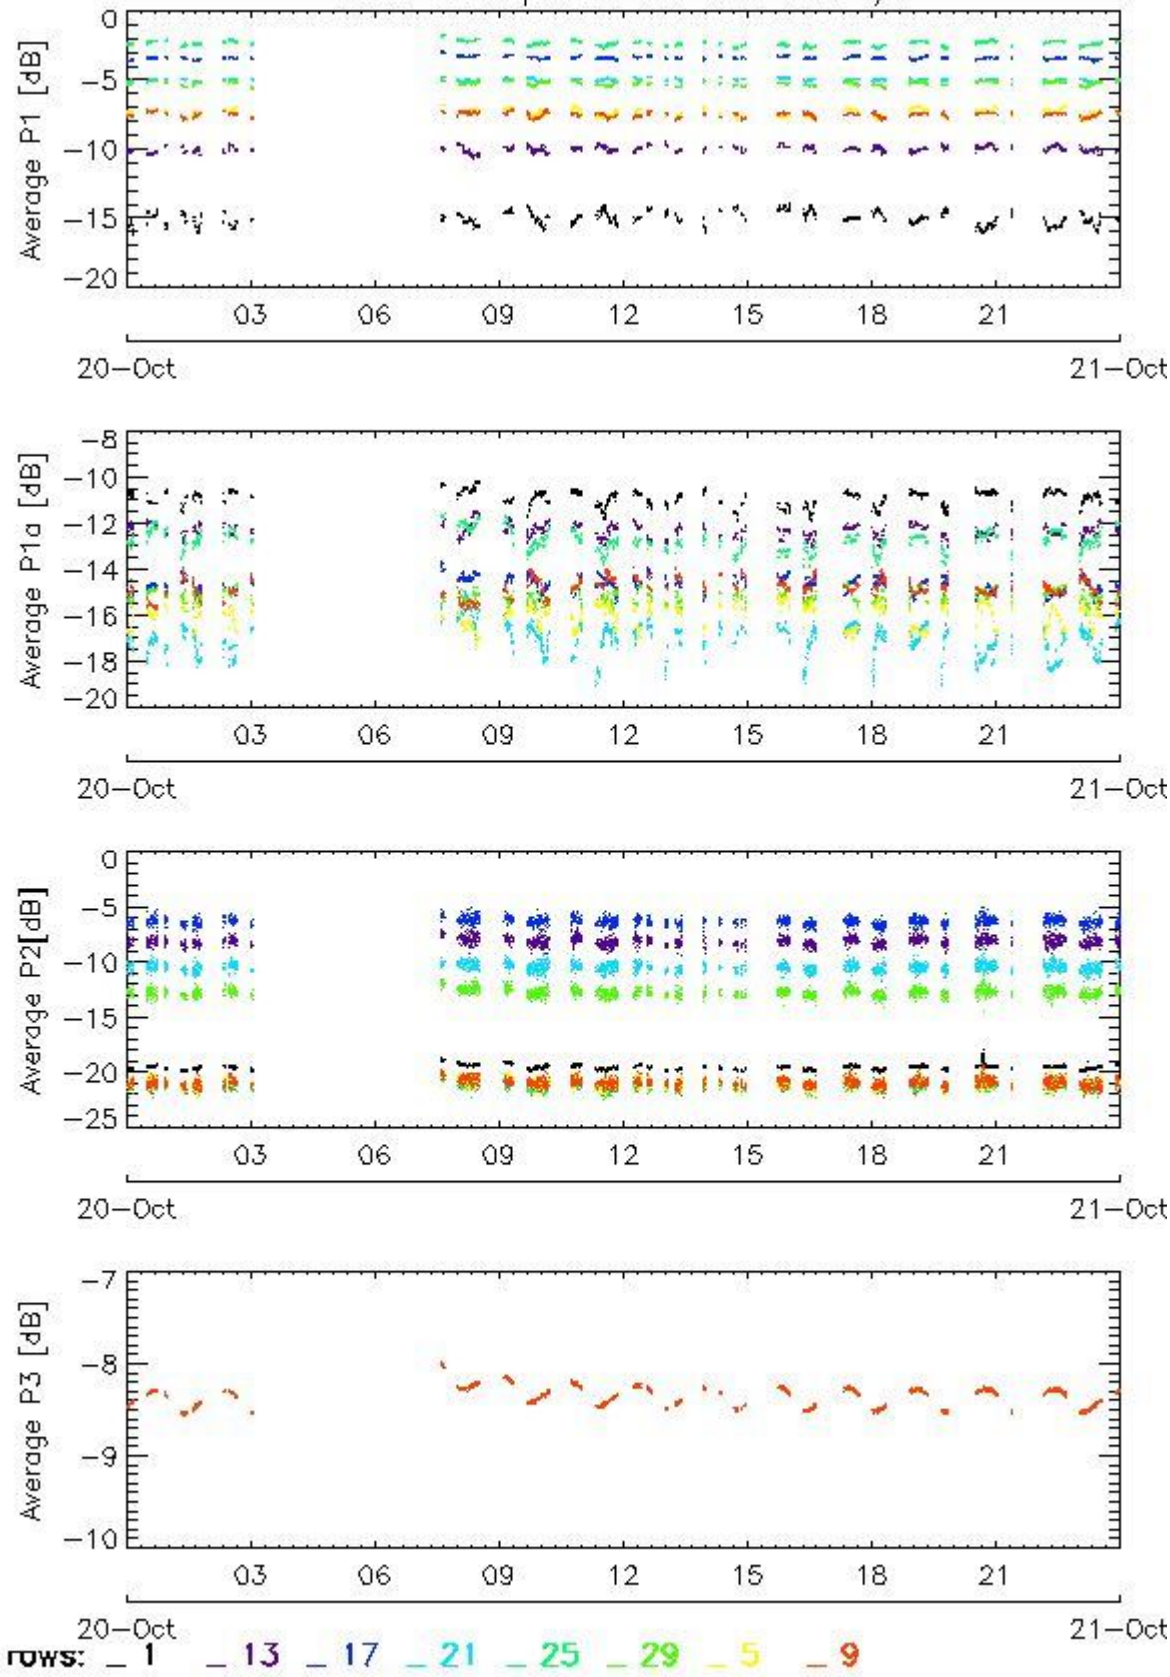 0
−5
−10
−15
−20
Average P1 [dB]
03 06 09 12 15 18 21
20−Oct 21−Oct
−8
−10
−12
−14
−16
−18
−20
Average P1a [dB]
03 06 09 12 15 18 21
20−Oct 21−Oct
0
−5
−10
−15
−20
−25
Average P2[dB]
03 06 09 12 15 18 21
20−Oct 21−Oct
−7
−8
−9
−10
Average P3 [dB]
03 06 09 12 15 18 21
20−Oct 21−Oct
rows: _ 1 _ 13 _ 17 _ 21 _ 25 _ 29 _ 5 _ 9